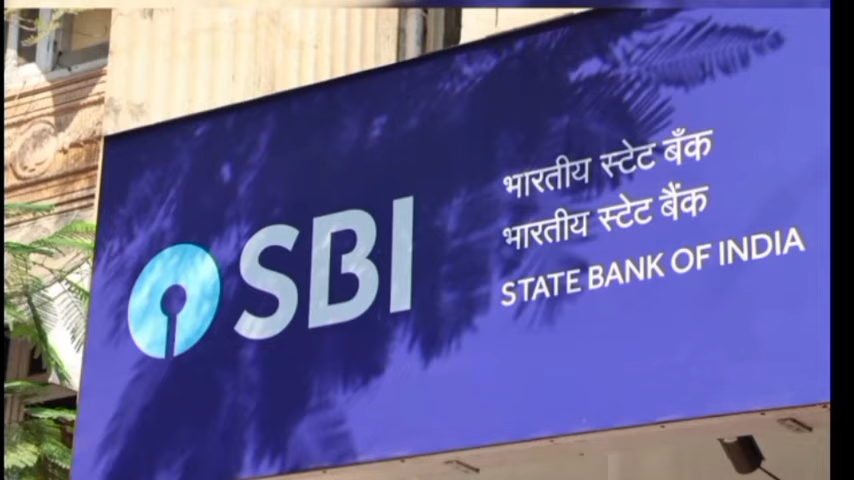 SBI
भारतीय स्टेट बँक
भारतीय स्टेट बैंक
STATE BANK OF INDIA